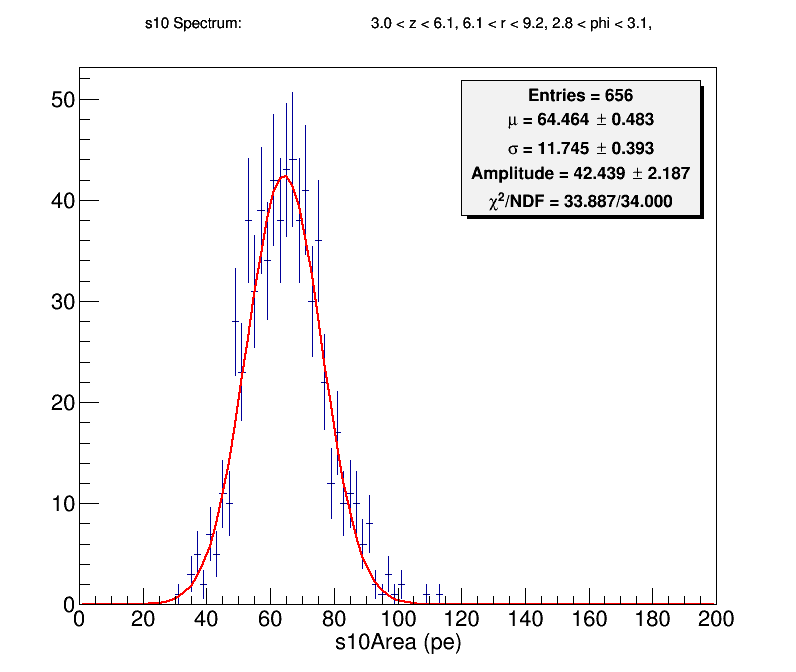 s10 Spectrum: 3.0 < z < 6.1, 6.1 < r < 9.2, 2.8 < phi < 3.1,
Entries = 656
μ = 64.464 ± 0.483
σ = 11.745 ± 0.393
Amplitude = 42.439 ± 2.187
χ²/NDF = 33.887/34.000
50
40
30
20
10
0
0 20 40 60 80 100 120 140 160 180 200
s10Area (pe)